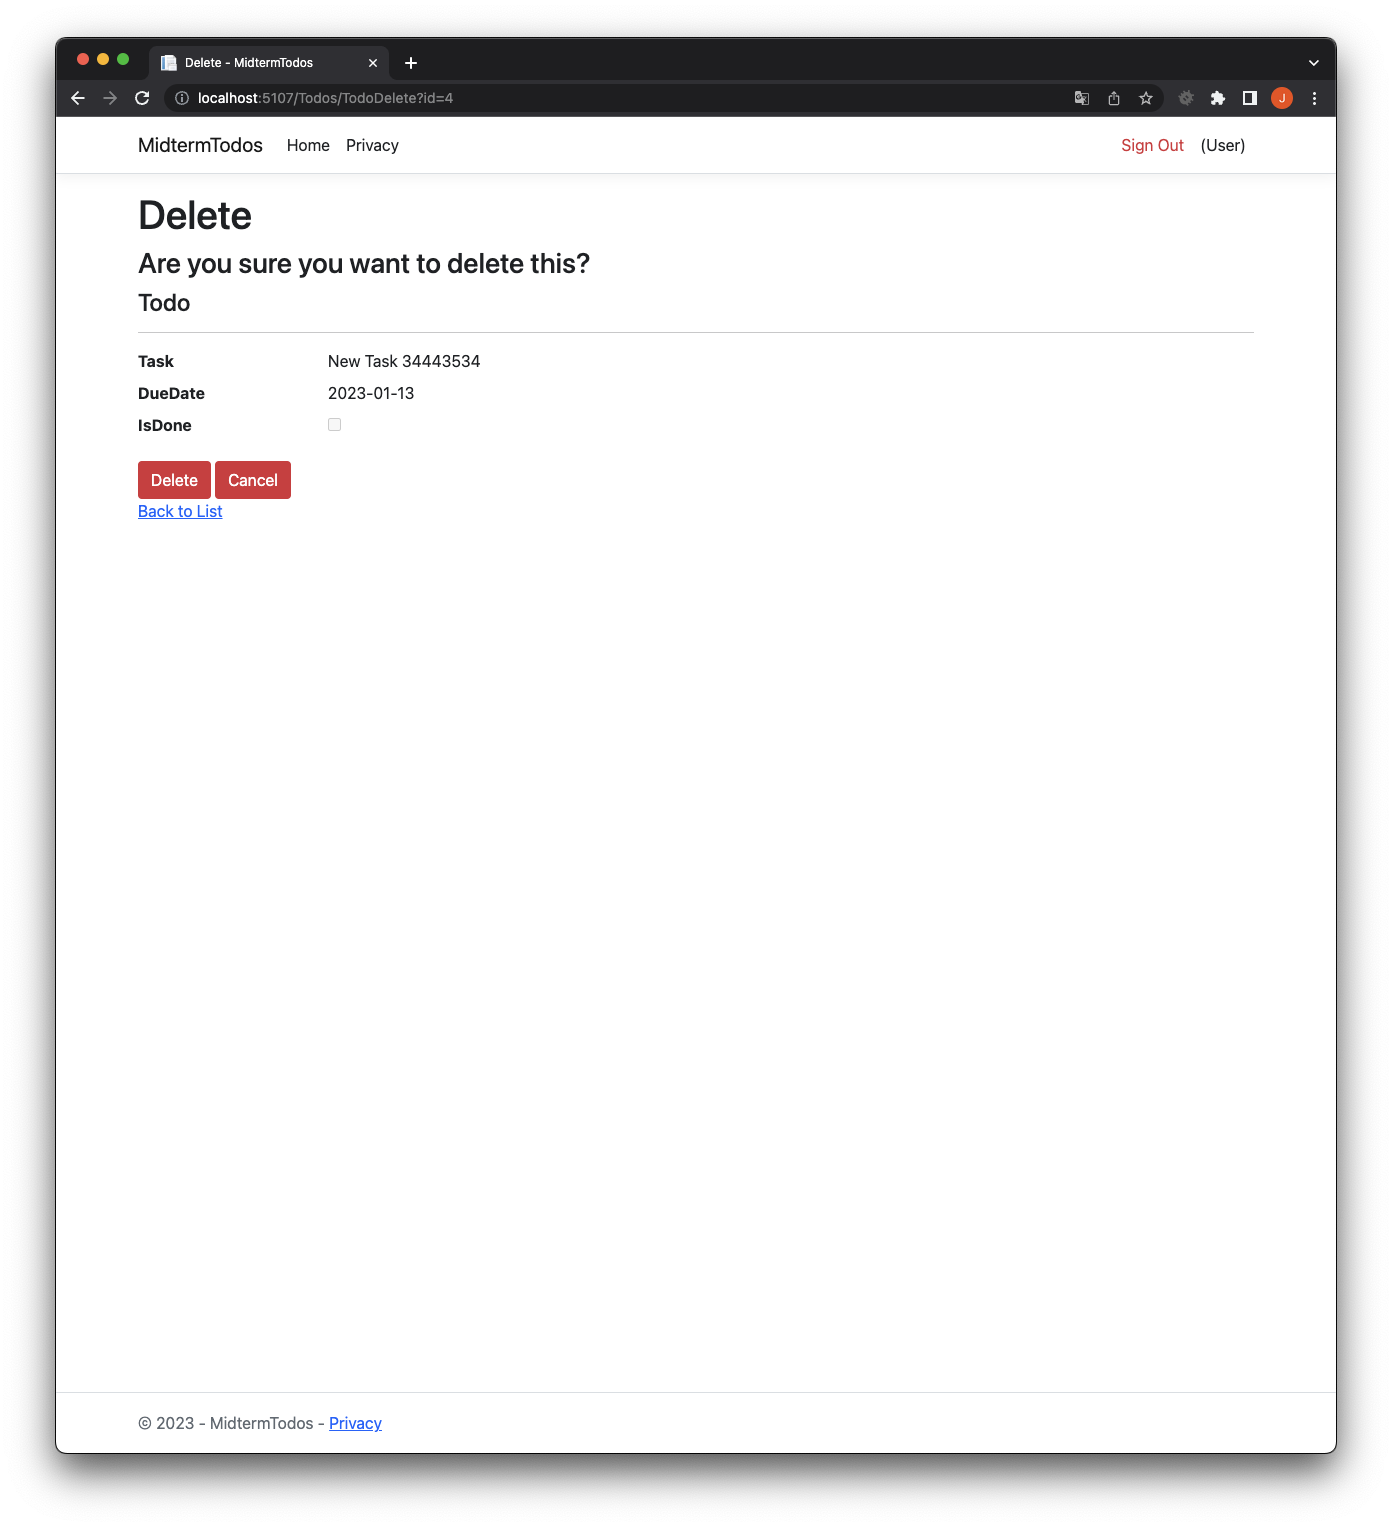 Delete - MidtermTodos
localhost:5107/Todos/TodoDelete?id=4
J
MidtermTodos Home Privacy Sign Out (User)
Delete
Are you sure you want to delete this?
Todo
Task New Task 34443534
DueDate 2023-01-13
IsDone
Delete Cancel
Back to List
© 2023 - MidtermTodos - Privacy